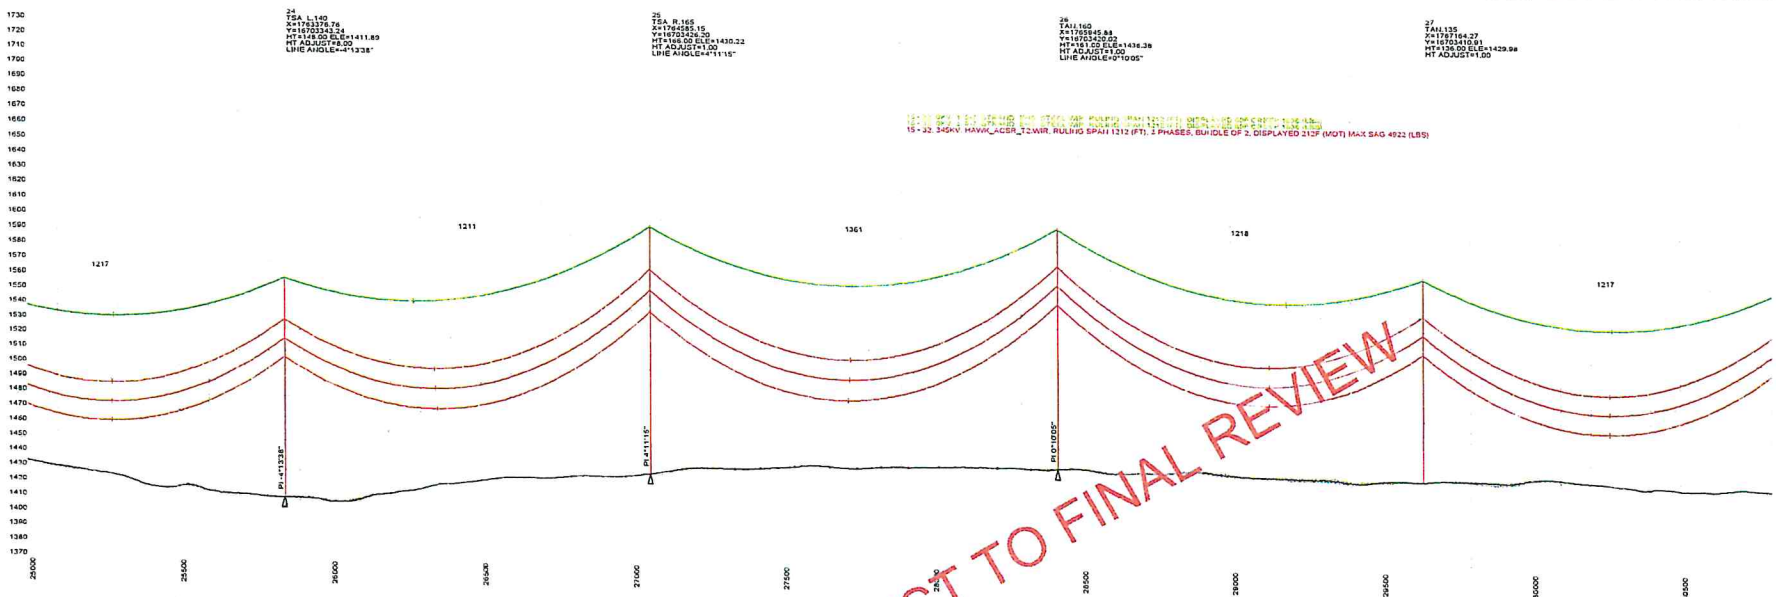 1730
1720
1710
1700
1690
1680
1670
1660
1650
1640
1630
1620
1610
1600
1590
1580
1570
1560
1550
1540
1530
1520
1510
1500
1490
1480
1470
1460
1450
1440
1430
1420
1410
1400
1390
1380
1370
24
TSA_L.140
X=1763376.76
Y=16703343.24
HT=148.00 ELE=1411.89
HT ADJUST=8.00
LINE ANGLE=-4°13'38"
25
TSA_R.165
X=1764585.15
Y=16703426.20
HT=166.00 ELE=1430.22
HT ADJUST=1.00
LINE ANGLE=4°11'15"
26
TAN.160
X=1765945.88
Y=16703420.02
HT=161.00 ELE=1436.38
HT ADJUST=1.00
LINE ANGLE=0°10'05"
27
TAN.135
X=1767164.27
Y=16703410.91
HT=136.00 ELE=1429.98
HT ADJUST=1.00
15 - 32, 345KV, HAWK_ACSR_T2.WIR, RULING SPAN 1212 (FT), 3 PHASES, BUNDLE OF 2, DISPLAYED 212F (MOT) MAX SAG 4922 (LBS)
1217
1211
1361
1218
1217
PI -4°13'38"
PI 4°11'15"
PI 0°10'05"
25000
25500
26000
26500
27000
27500
28000
28500
29000
29500
30000
ST TO FINAL REVIEW